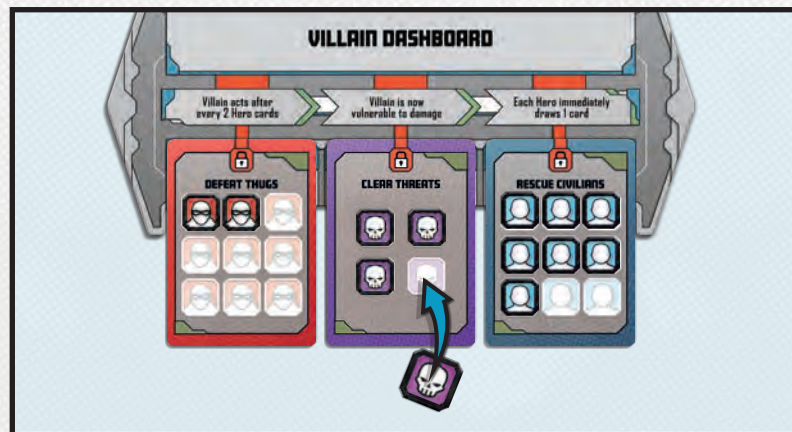 VILLAIN DASHBOARD
Villain acts after
every 2 Hero cards
Villain is now
vulnerable to damage
Each Hero immediately
draws 1 card
DEFEAT THUGS
CLEAR THREATS
RESCUE CIVILIANS